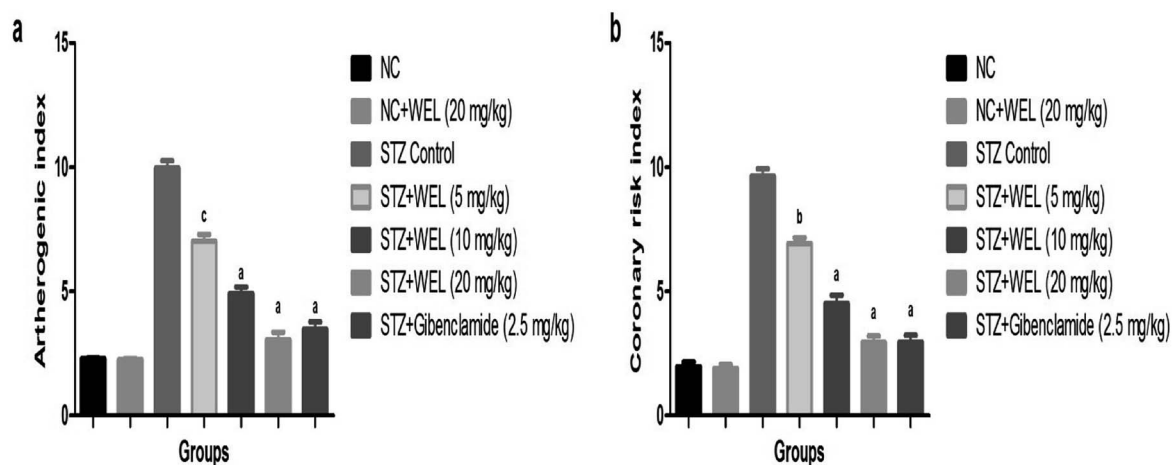 a
15
10
5
0
Artherogenic index
c
a
a
a
Groups
NC
NC+WEL (20 mg/kg)
STZ Control
STZ+WEL (5 mg/kg)
STZ+WEL (10 mg/kg)
STZ+WEL (20 mg/kg)
STZ+Gibenclamide (2.5 mg/kg)
b
15
10
5
0
Coronary risk index
b
a
a
a
Groups
NC
NC+WEL (20 mg/kg)
STZ Control
STZ+WEL (5 mg/kg)
STZ+WEL (10 mg/kg)
STZ+WEL (20 mg/kg)
STZ+Gibenclamide (2.5 mg/kg)